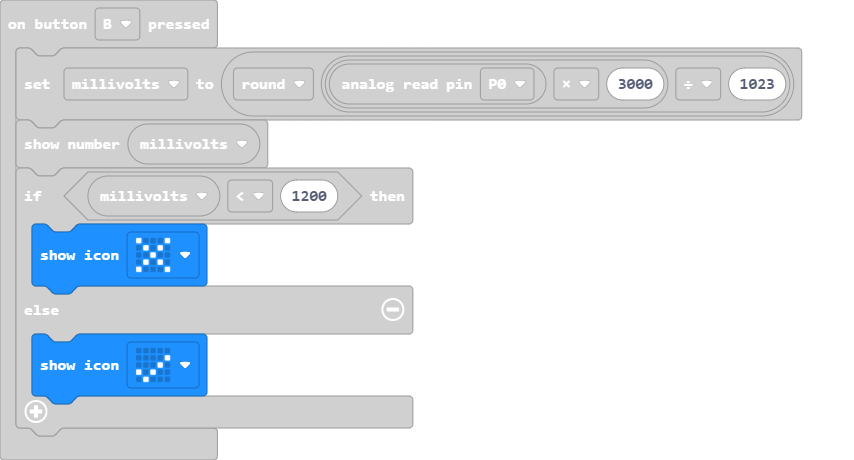 on button B pressed
set millivolts to round analog read pin P0 × 3000 ÷ 1023
show number millivolts
if millivolts < 1200 then
show icon
else
show icon